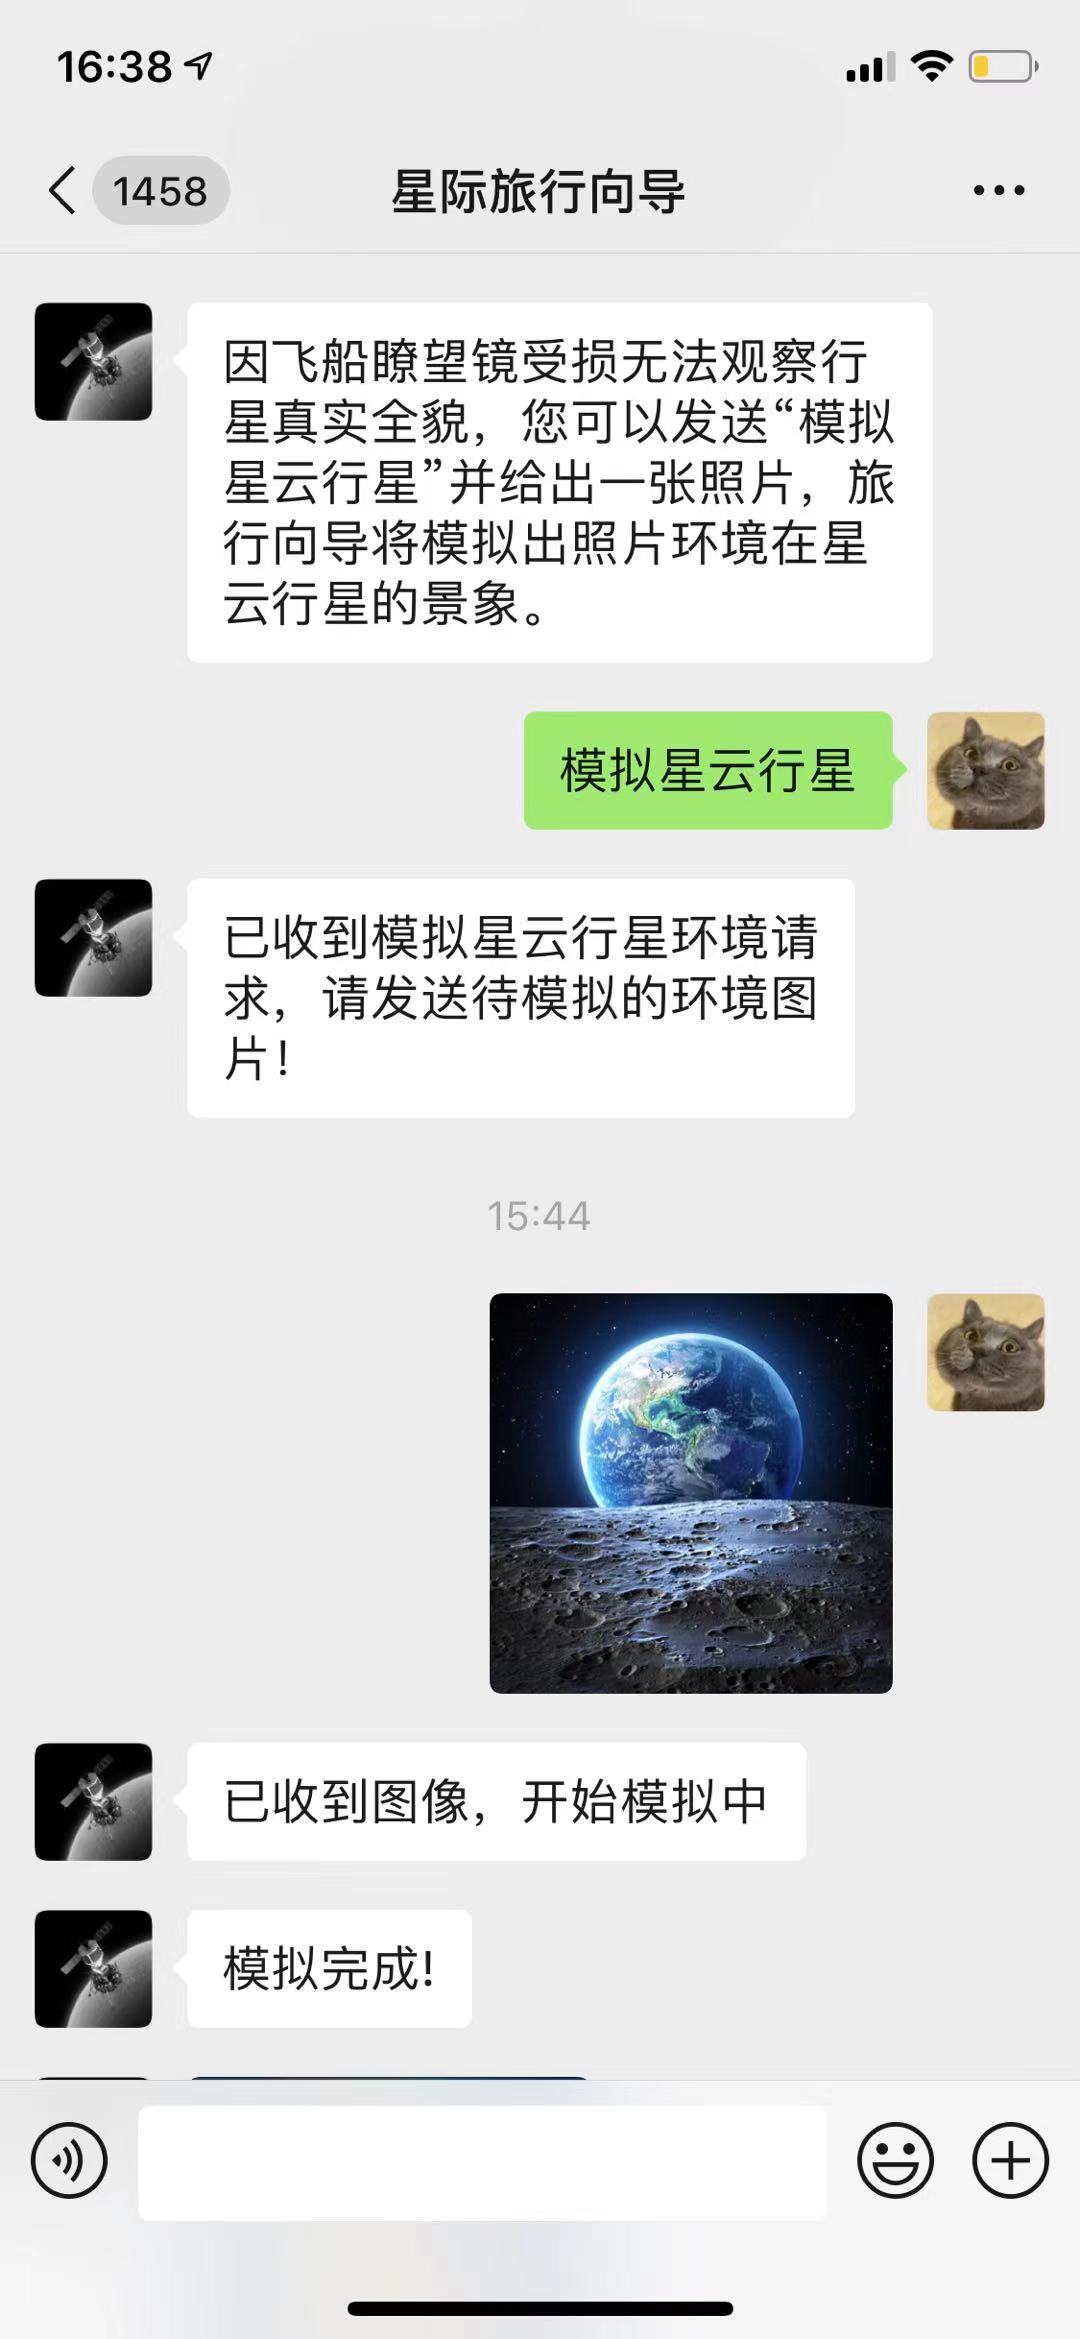 16:38
1458
星际旅行向导
因飞船瞭望镜受损无法观察行
星真实全貌，您可以发送“模拟
星云行星”并给出一张照片，旅
行向导将模拟出照片环境在星
云行星的景象。
模拟星云行星
已收到模拟星云行星环境请
求，请发送待模拟的环境图
片！
15:44
已收到图像，开始模拟中
模拟完成!